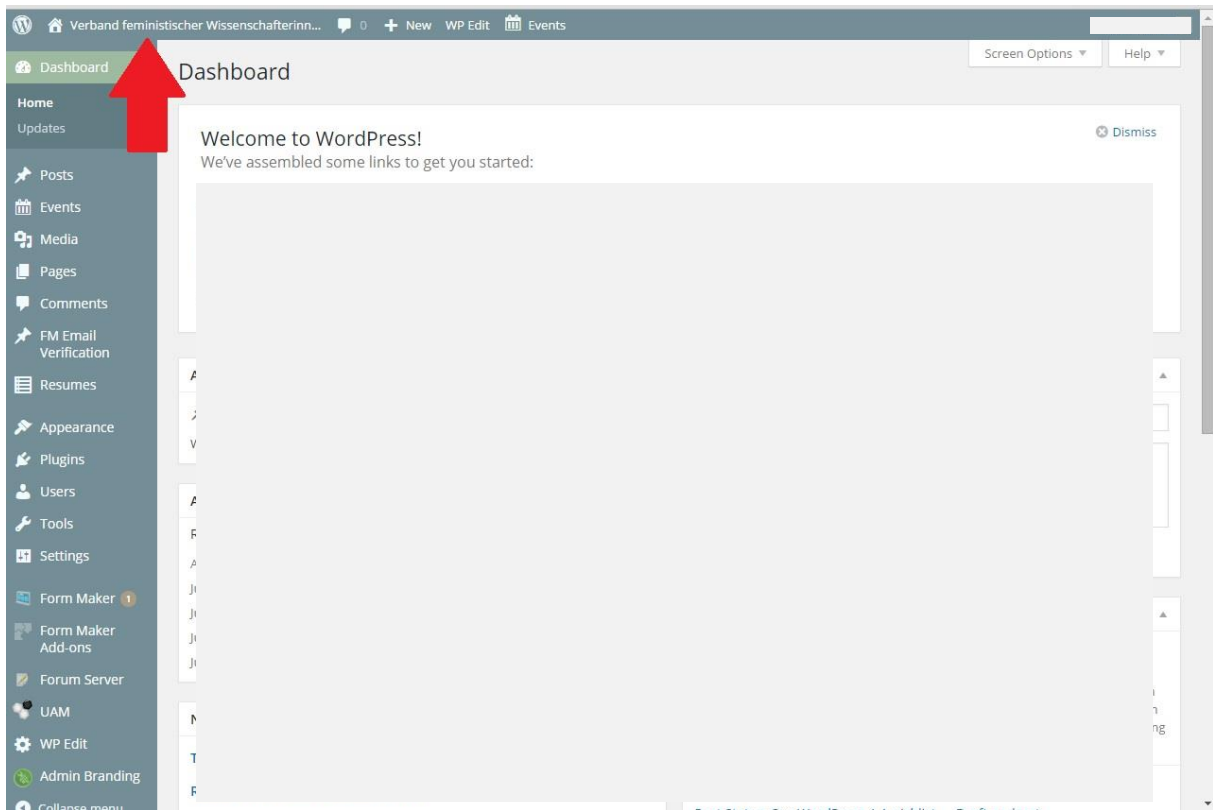 Verband feministischer Wissenschafterinn... 0 New WP Edit Events
Screen Options Help
Dashboard
Home
Updates
Posts
Events
Media
Pages
Comments
FM Email
Verification
Resumes
Appearance
Plugins
Users
Tools
Settings
Form Maker 1
Form Maker
Add-ons
Forum Server
UAM
WP Edit
Admin Branding
Collapse menu
Dashboard
Welcome to WordPress!
Dismiss
We've assembled some links to get you started: